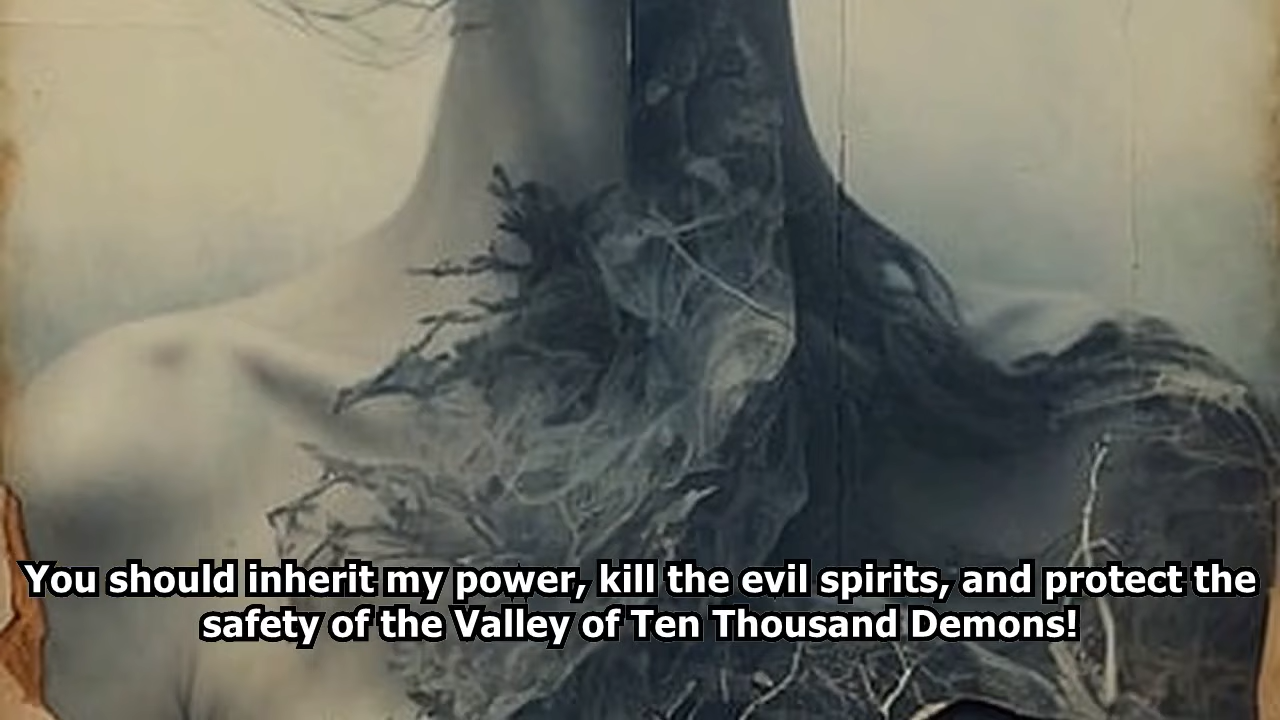 You should inherit my power, kill the evil spirits, and protect the
safety of the Valley of Ten Thousand Demons!